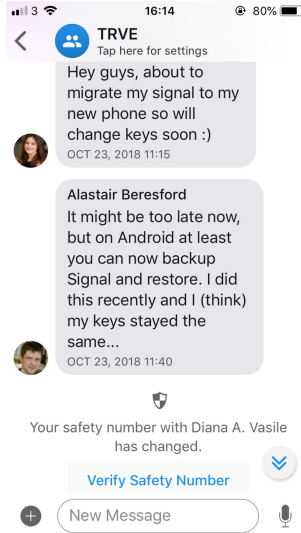 3 16:14 80%
TRVE
Tap here for settings
Hey guys, about to
migrate my signal to my
new phone so will
change keys soon :)
OCT 23, 2018 11:15
Alastair Beresford
It might be too late now,
but on Android at least
you can now backup
Signal and restore. I did
this recently and I (think)
my keys stayed the
same...
OCT 23, 2018 11:40
Your safety number with Diana A. Vasile
has changed.
Verify Safety Number
New Message